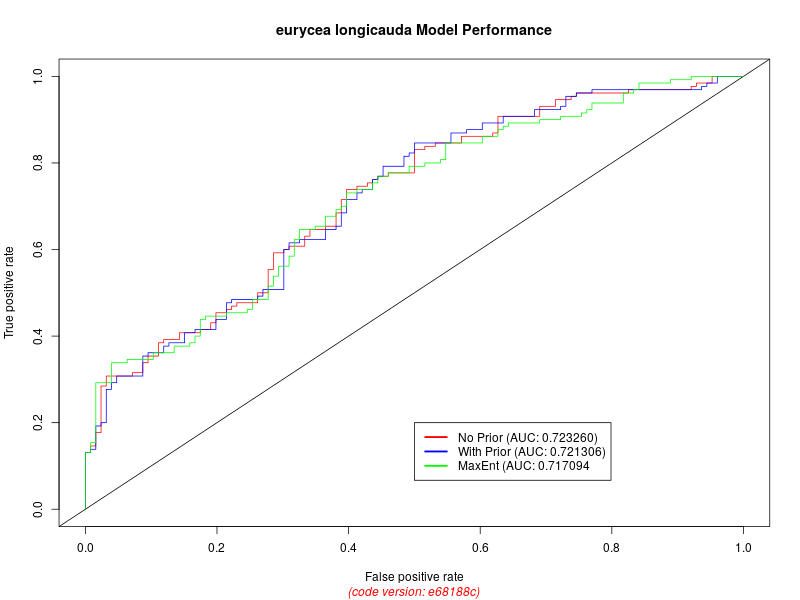 eurycea longicauda Model Performance
True positive rate
1.0
0.8
0.6
0.4
0.2
0.0
No Prior (AUC: 0.723260)
With Prior (AUC: 0.721306)
MaxEnt (AUC: 0.717094
0.0 0.2 0.4 0.6 0.8 1.0
False positive rate
(code version: e68188c)